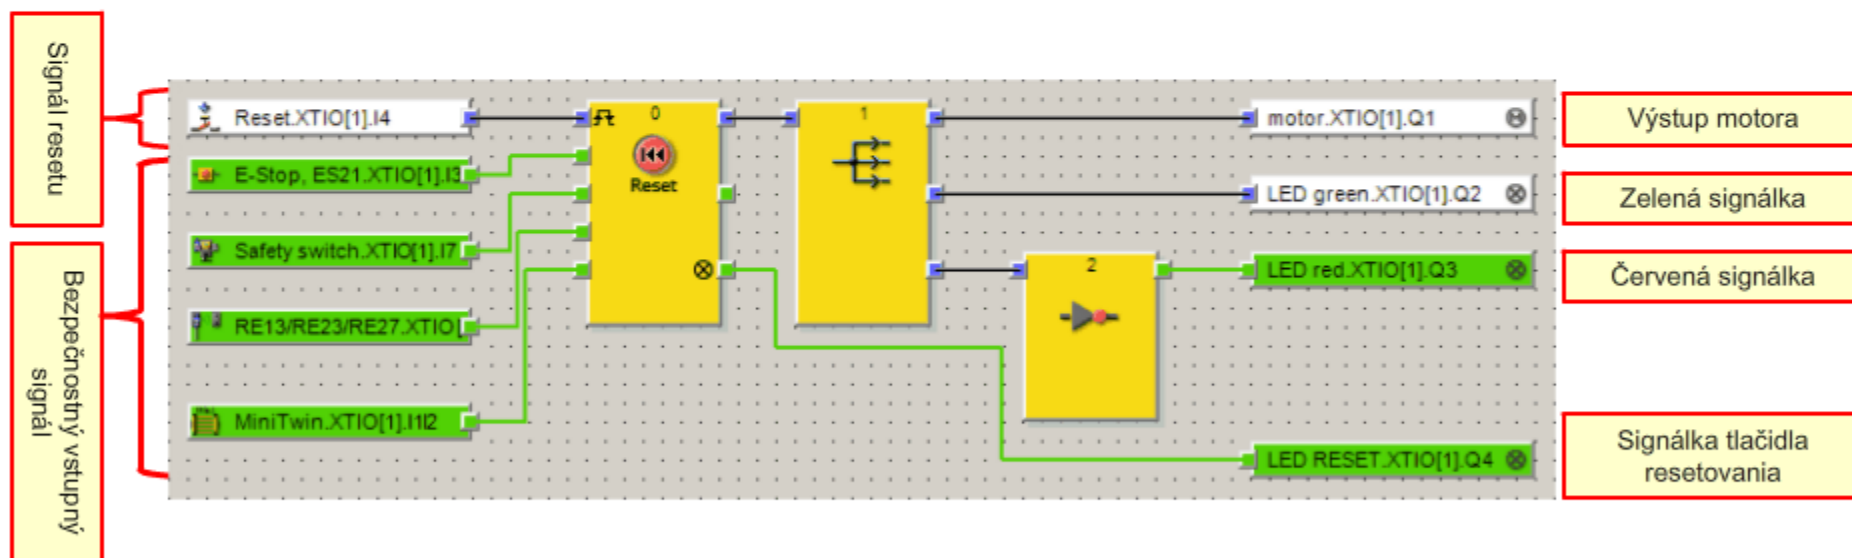 Signál resetu
Bezpečnostný vstupný
signál
Reset.XTIO[1].I4
E-Stop, ES21.XTIO[1].I3
Safety switch.XTIO[1].I7
RE13/RE23/RE27.XTIO[
MiniTwin.XTIO[1].I1I2
0
Reset
1
2
motor.XTIO[1].Q1
LED green.XTIO[1].Q2
LED red.XTIO[1].Q3
LED RESET.XTIO[1].Q4
Výstup motora
Zelená signálka
Červená signálka
Signálka tlačidla
resetovania